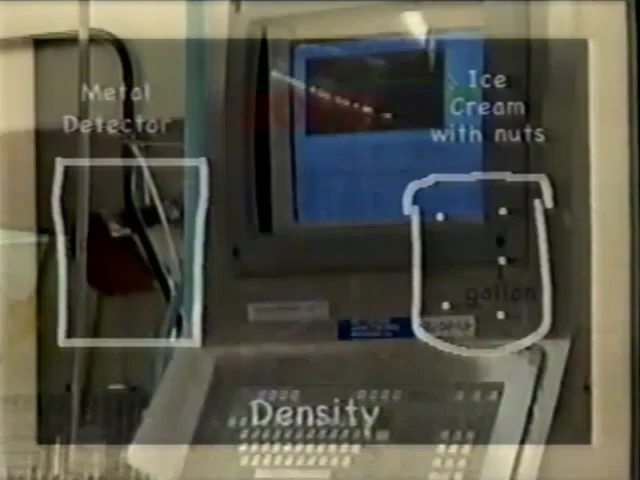 Metal
Detector
Ice
Cream
with nuts
gallon
Density